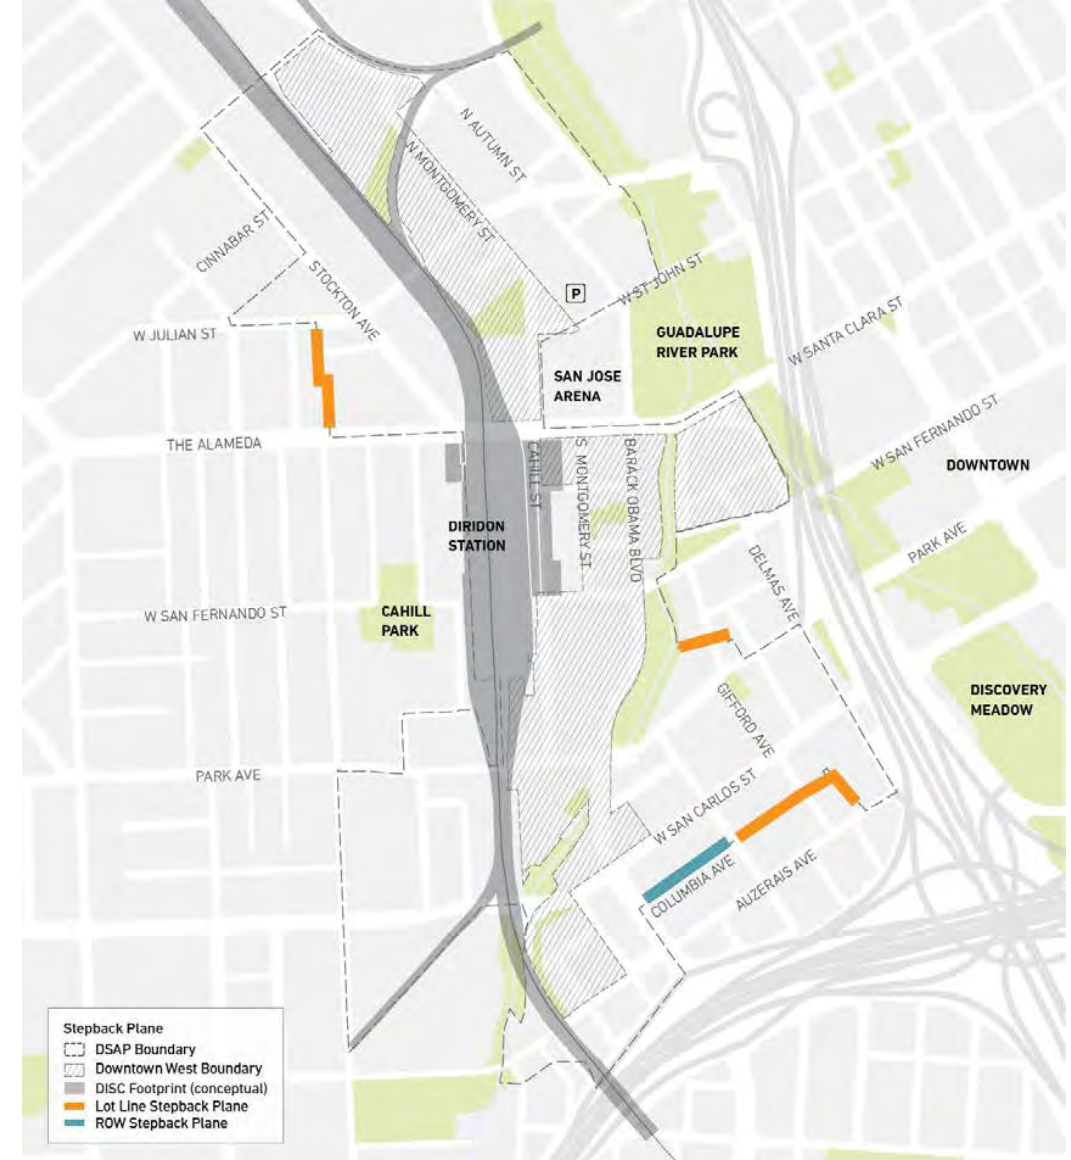 N AUTUMN ST
N MONTGOMERY ST
CINNABAR ST
STOCKTON AVE
P
W ST JOHN ST
W JULIAN ST
GUADALUPE
RIVER PARK
W SANTA CLARA ST
SAN JOSE
ARENA
THE ALAMEDA
CAHILL ST
S MONTGOMERY ST
BARACK OBAMA BLVD
W SAN FERNANDO ST
DOWNTOWN
DIRIDON
STATION
PARK AVE
DELMAS AVE
W SAN FERNANDO ST
CAHILL
PARK
DISCOVERY
MEADOW
GIFFORD AVE
PARK AVE
W SAN CARLOS ST
COLUMBIA AVE
AUZERAIS AVE
Stepback Plane
DSAP Boundary
Downtown West Boundary
DISC Footprint (conceptual)
Lot Line Stepback Plane
ROW Stepback Plane